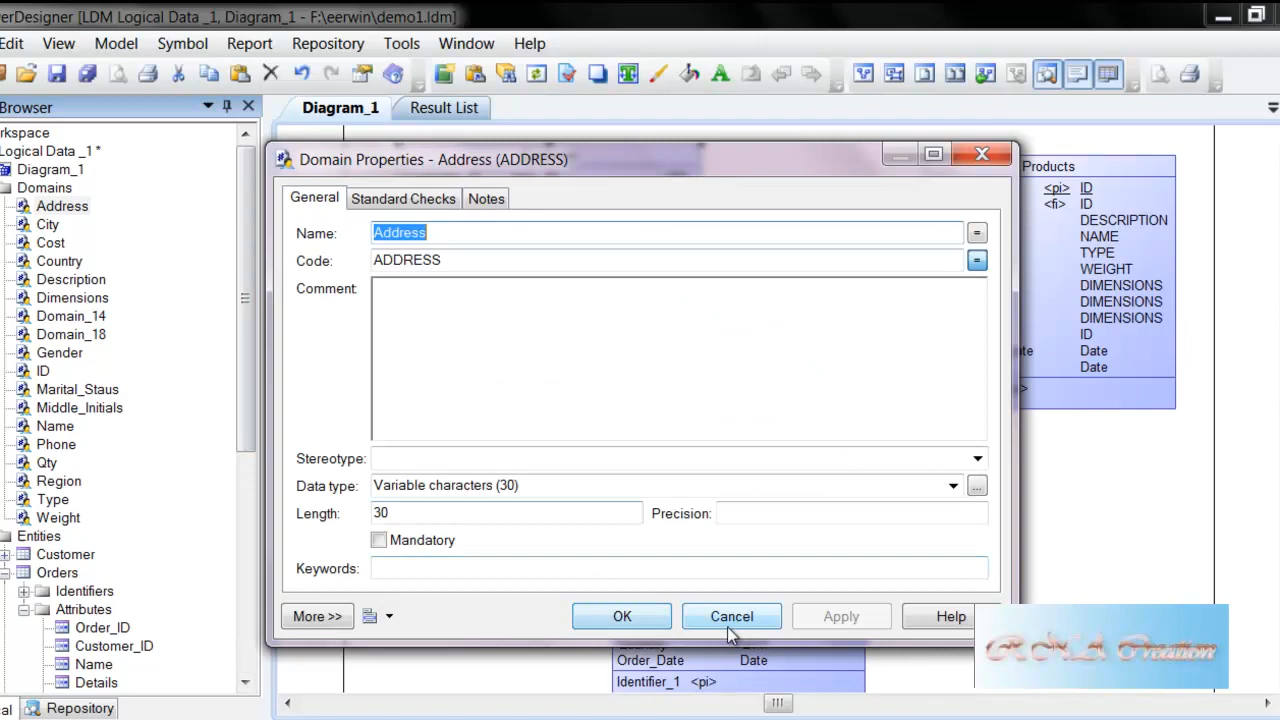 erDesigner [LDM Logical Data _1, Diagram_1 - F:\eerwin\demo1.ldm]
Edit View Model Symbol Report Repository Tools Window Help
Browser
Diagram_1 Result List
rkspace
Logical Data _1 *
Diagram_1
Domains
Address
City
Cost
Country
Description
Dimensions
Domain_14
Domain_18
Gender
ID
Marital_Staus
Middle_Initials
Name
Phone
Qty
Region
Type
Weight
Entities
Customer
Orders
Identifiers
Attributes
Order_ID
Customer_ID
Name
Details
Repository
Domain Properties - Address (ADDRESS)
General Standard Checks Notes
Name: Address =
Code: ADDRESS =
Comment:
Stereotype:
Data type: Variable characters (30) ...
Length: 30 Precision:
Mandatory
Keywords:
More >> OK Cancel Apply Help
Products
<pi> ID
<fi> ID
DESCRIPTION
NAME
TYPE
WEIGHT
DIMENSIONS
DIMENSIONS
DIMENSIONS
ID
ate Date
Date
Order_Date Date
Identifier_1 <pi>
RNA Creation